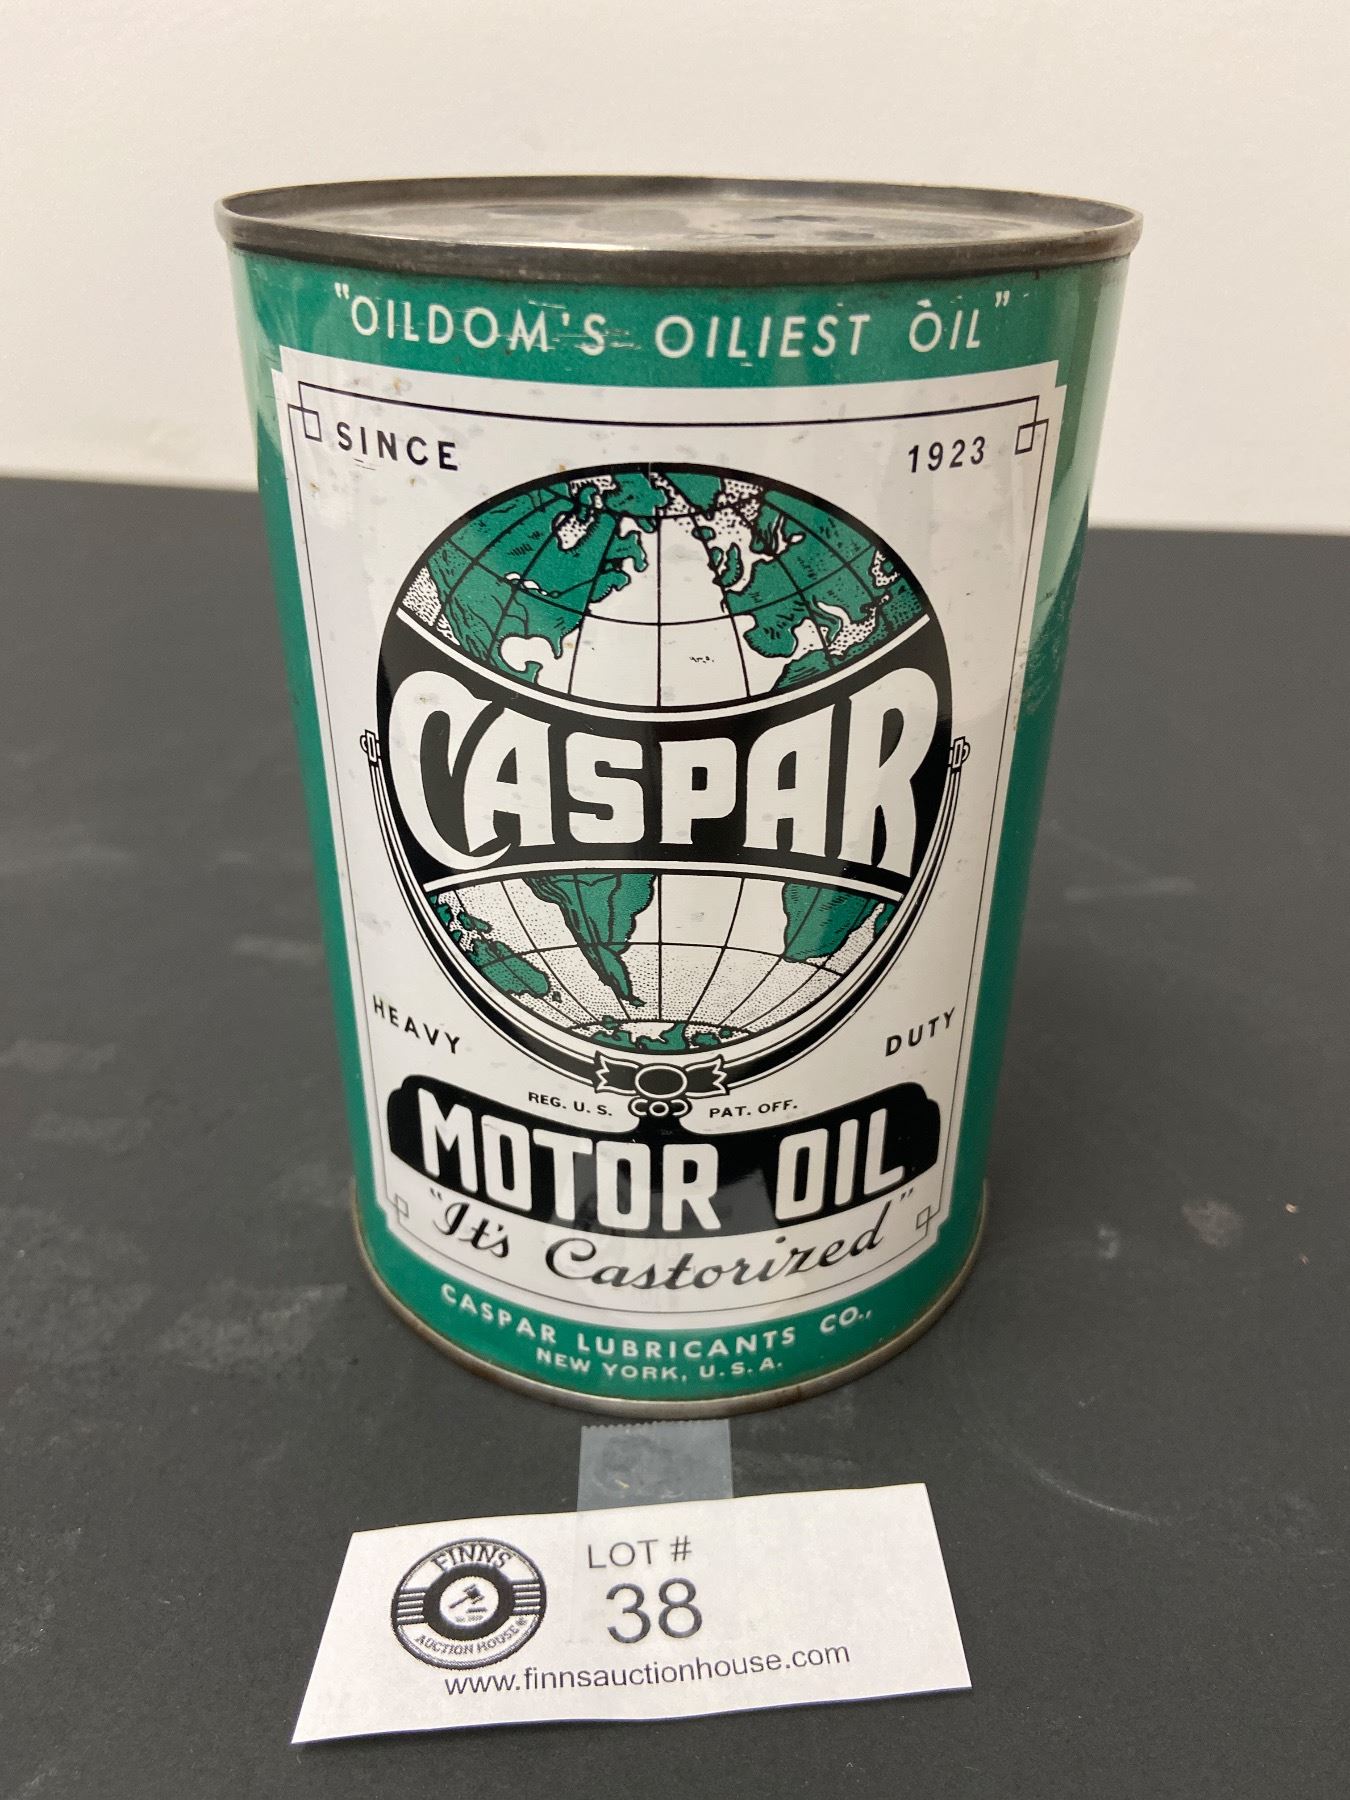 "OILDOM'S OILIEST OIL"
SINCE 1923
CASPAR
HEAVY DUTY
REG. U. S. PAT. OFF.
MOTOR OIL
"It's Castorized"
CASPAR LUBRICANTS CO.,
NEW YORK, U.S.A.
FINNS
AUCTION HOUSE
LOT #
38
www.finnsauctionhouse.com